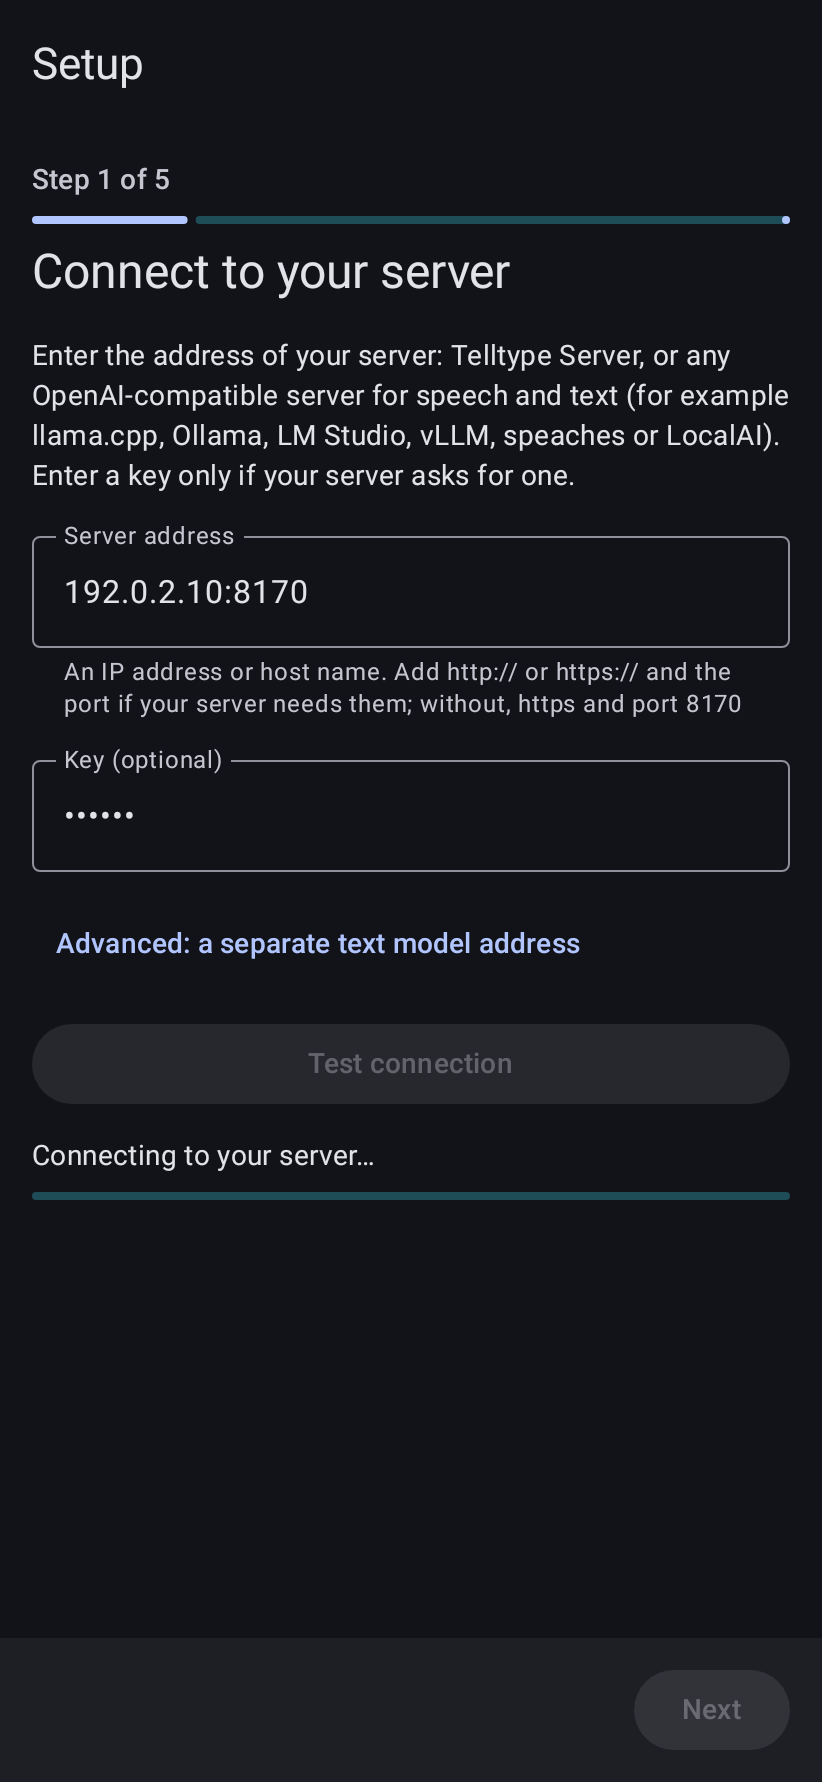 Setup
Step 1 of 5
Connect to your server
Enter the address of your server: Telltype Server, or any
OpenAI-compatible server for speech and text (for example
llama.cpp, Ollama, LM Studio, vLLM, speaches or LocalAI).
Enter a key only if your server asks for one.
Server address
192.0.2.10:8170
An IP address or host name. Add http:// or https:// and the
port if your server needs them; without, https and port 8170
Key (optional)
••••••
Advanced: a separate text model address
Test connection
Connecting to your server…
Next